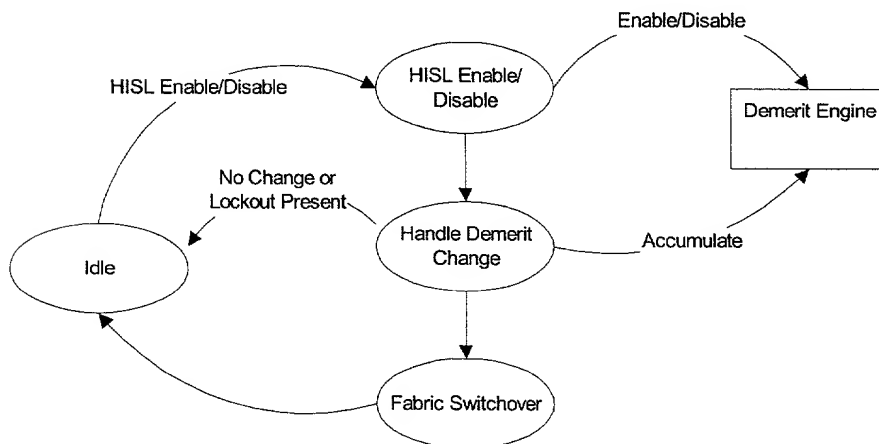 Enable/Disable
HISL Enable/
Disable
HISL Enable/Disable
Demerit Engine
No Change or
Lockout Present
Handle Demerit
Change
Accumulate
Idle
Fabric Switchover